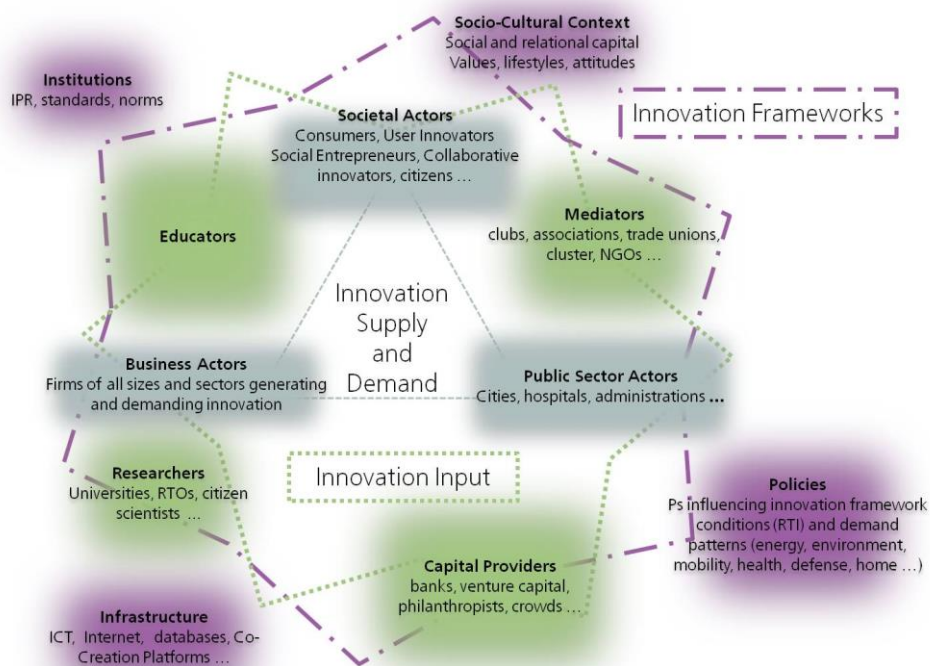 Socio-Cultural Context
Social and relational capital
Values, lifestyles, attitudes
Institutions
IPR, standards, norms
Innovation Frameworks
Societal Actors
Consumers, User Innovators
Social Entrepreneurs, Collaborative
innovators, citizens ...
Educators
Mediators
clubs, associations, trade unions,
cluster, NGOs ...
Innovation
Supply
and
Demand
Business Actors
Firms of all sizes and sectors generating
and demanding innovation
Public Sector Actors
Cities, hospitals, administrations ...
Researchers
Universities, RTOs, citizen
scientists ...
Innovation Input
Policies
Ps influencing innovation framework
conditions (RTI) and demand
patterns (energy, environment,
mobility, health, defense, home ...)
Capital Providers
banks, venture capital,
philanthropists, crowds ...
Infrastructure
ICT, Internet, databases, Co-
Creation Platforms ...